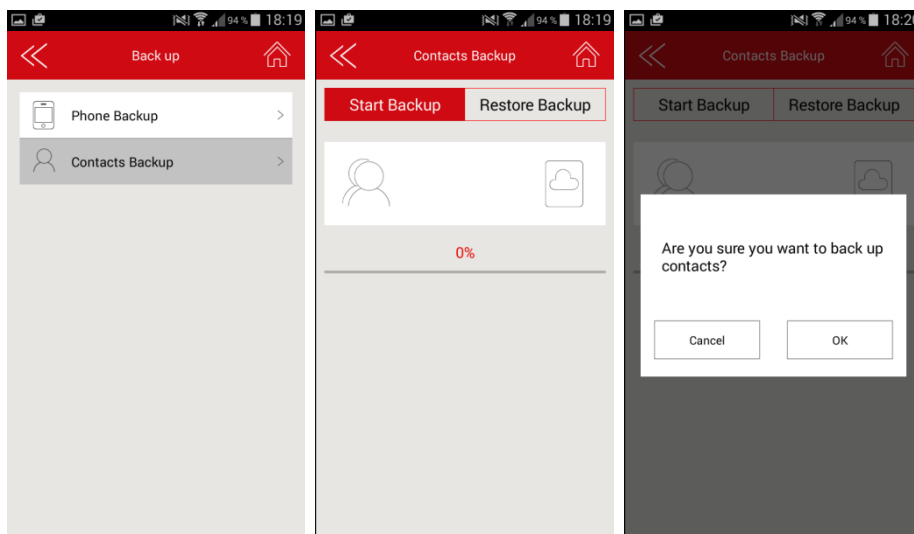 94 % 18:19
Back up
Phone Backup
Contacts Backup
94 % 18:19
Contacts Backup
Start Backup Restore Backup
0%
94 % 18:20
Contacts Backup
Start Backup Restore Backup
Are you sure you want to back up
contacts?
Cancel OK